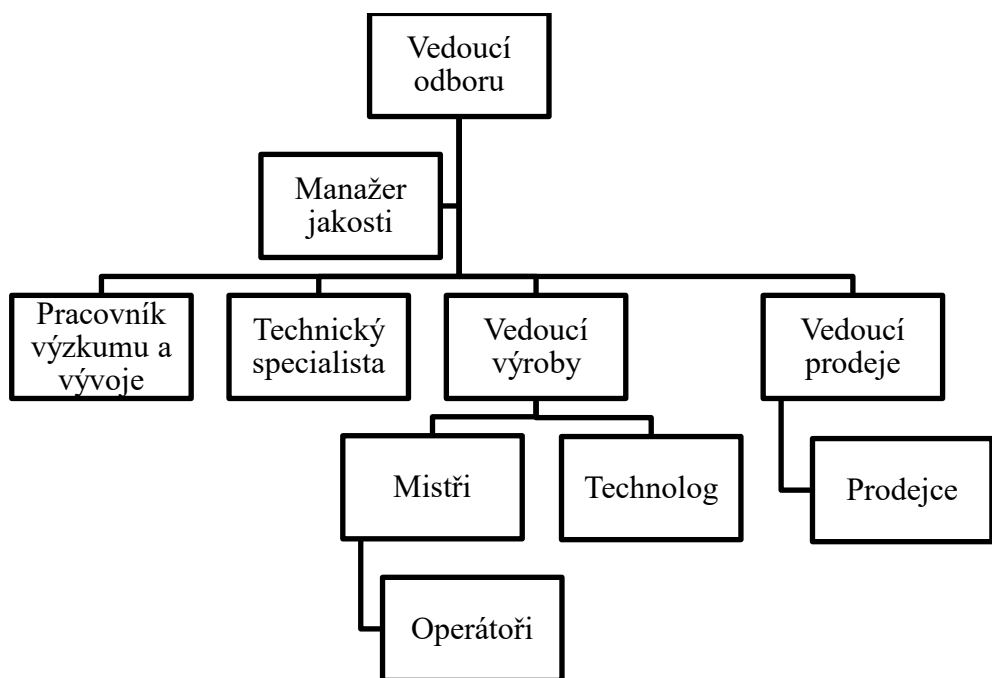 Vedoucí
odboru
Manažer
jakosti
Pracovník
výzkumu a
vývoje
Technický
specialista
Vedoucí
výroby
Vedoucí
prodeje
Mistři
Technolog
Prodejce
Operátoři